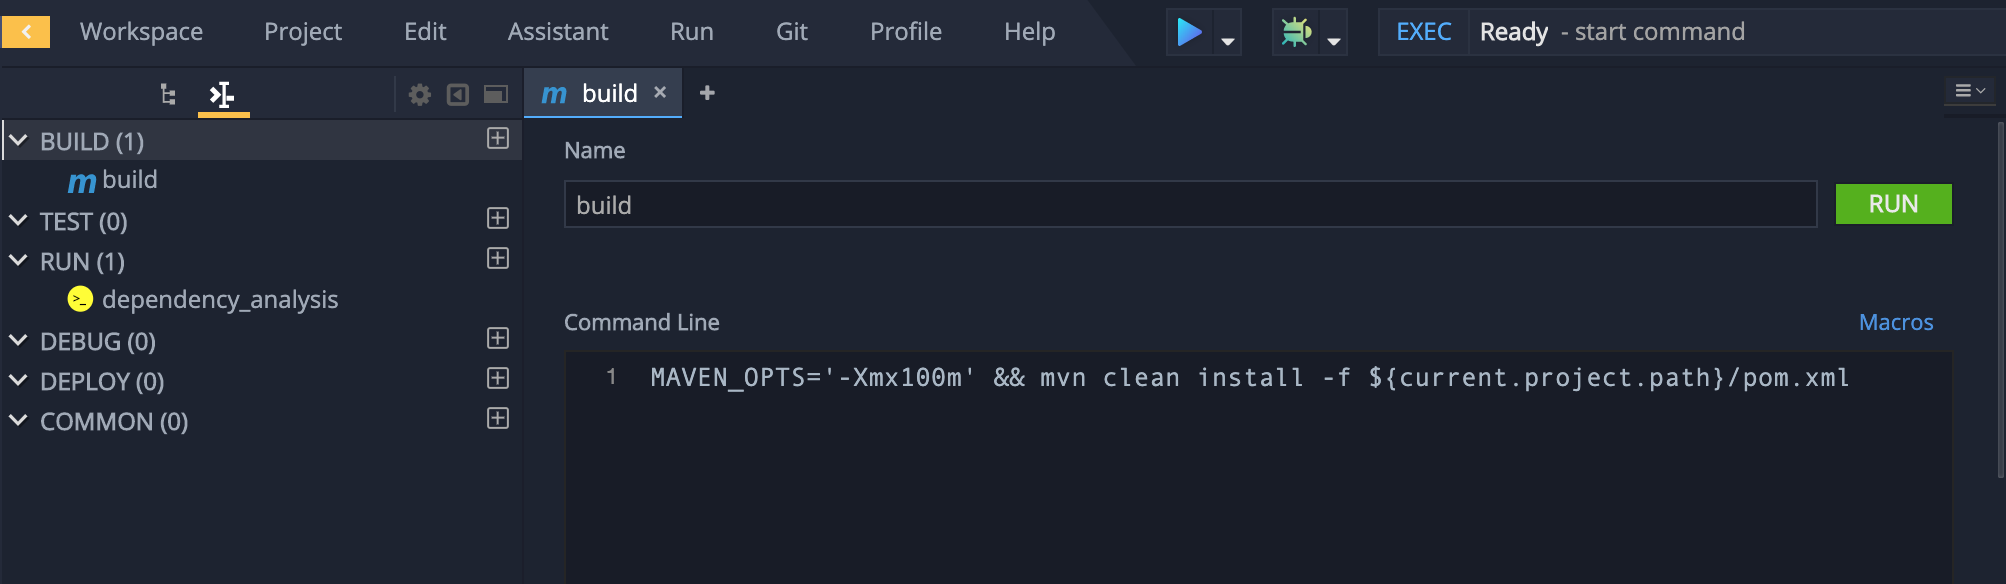 Workspace Project Edit Assistant Run Git Profile Help EXEC Ready - start command
m build × +
BUILD (1)
m build
TEST (0)
RUN (1)
>_ dependency_analysis
DEBUG (0)
DEPLOY (0)
COMMON (0)
Name
build
RUN
Command Line
Macros
1 MAVEN_OPTS='-Xmx100m' && mvn clean install -f ${current.project.path}/pom.xml